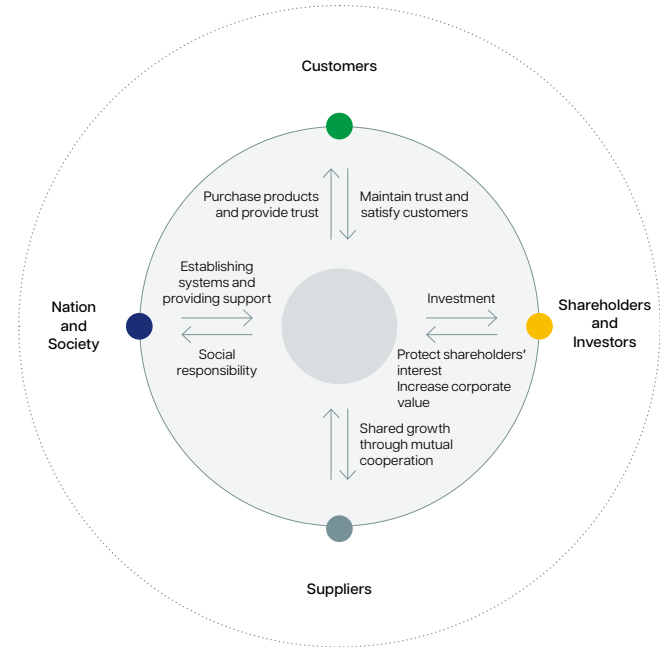 Customers
Purchase products
and provide trust
Maintain trust and
satisfy customers
Establishing
systems and
providing support
Nation
and
Society
Social
responsibility
Investment
Shareholders
and
Investors
Protect shareholders’
interest
Increase corporate
value
Shared growth
through mutual
cooperation
Suppliers